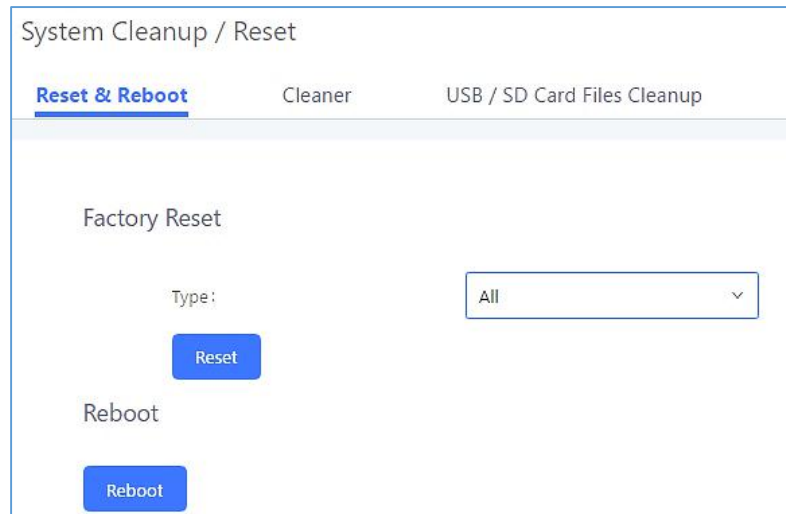 System Cleanup / Reset
Reset & Reboot Cleaner USB / SD Card Files Cleanup
Factory Reset
Type: All
Reset
Reboot
Reboot